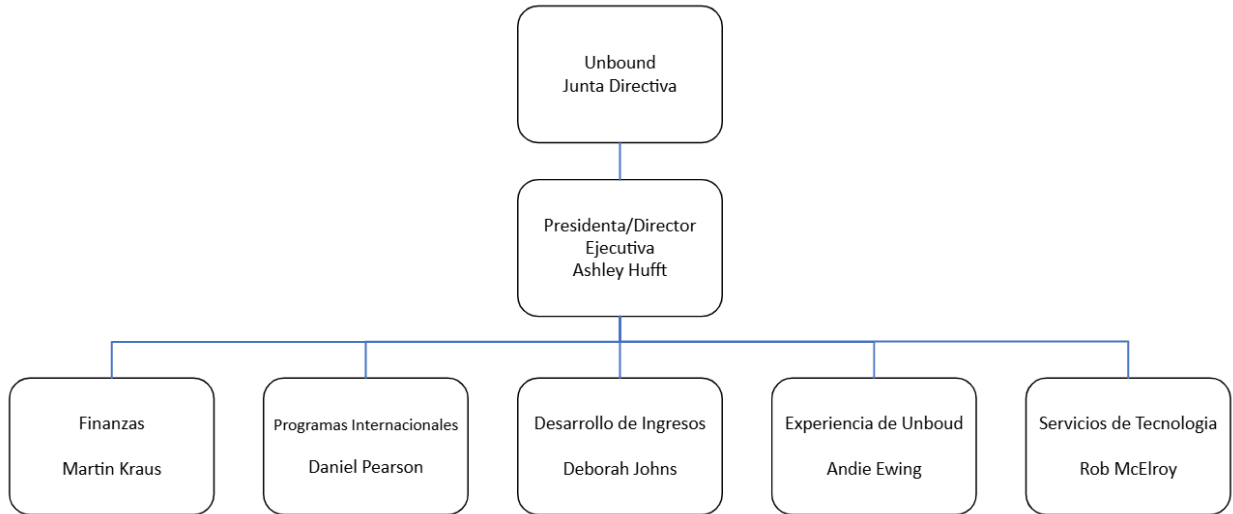 Unbound
Junta Directiva
Presidenta/Director
Ejecutiva
Ashley Hufft
Finanzas
Martin Kraus
Programas Internacionales
Daniel Pearson
Desarrollo de Ingresos
Deborah Johns
Experiencia de Unboud
Andie Ewing
Servicios de Tecnologia
Rob McElroy